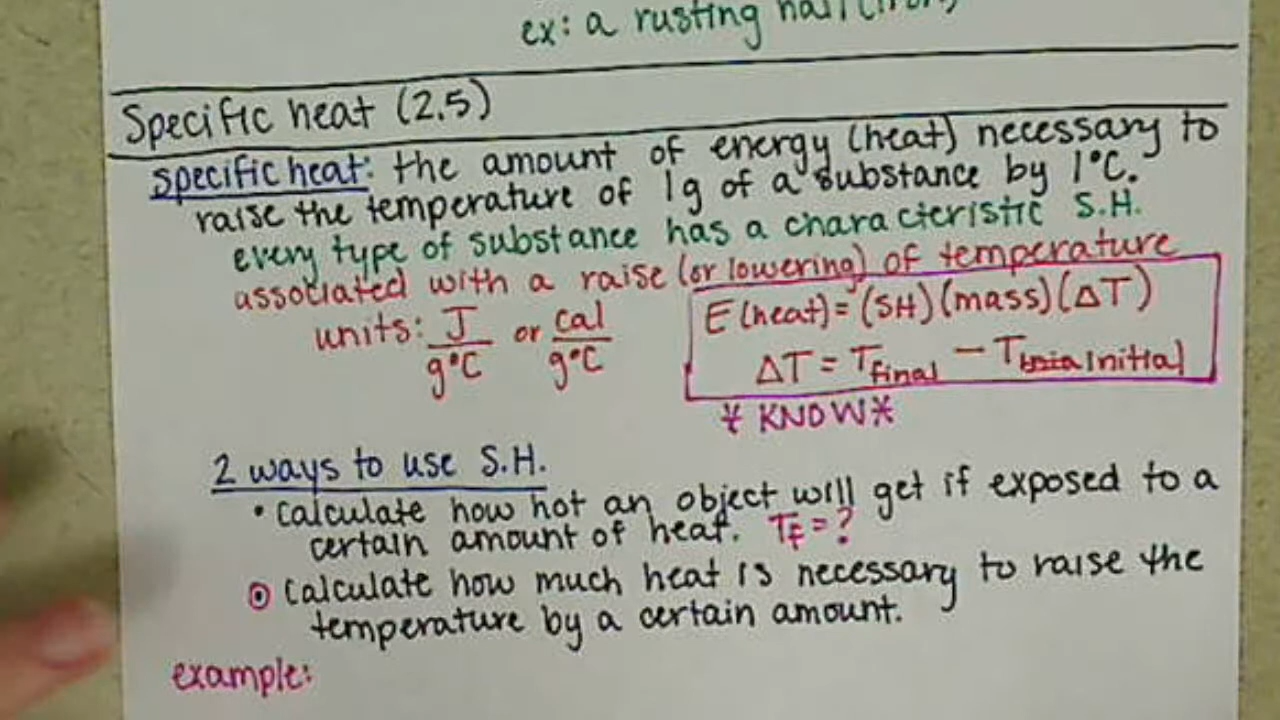 ex: a rusting nail (iron)
Specific heat (2.5)
specific heat: the amount of energy (heat) necessary to
raise the temperature of 1g of a substance by 1°C.
every type of substance has a characteristic S.H.
associated with a raise (or lowering) of temperature
units: J/g°C or cal/g°C
E (heat) = (SH)(mass)(ΔT)
ΔT = Tfinal - TInitial
* KNOW *
2 ways to use S.H.
• Calculate how hot an object will get if exposed to a
certain amount of heat. TF = ?
⊙ Calculate how much heat is necessary to raise the
temperature by a certain amount.
example: